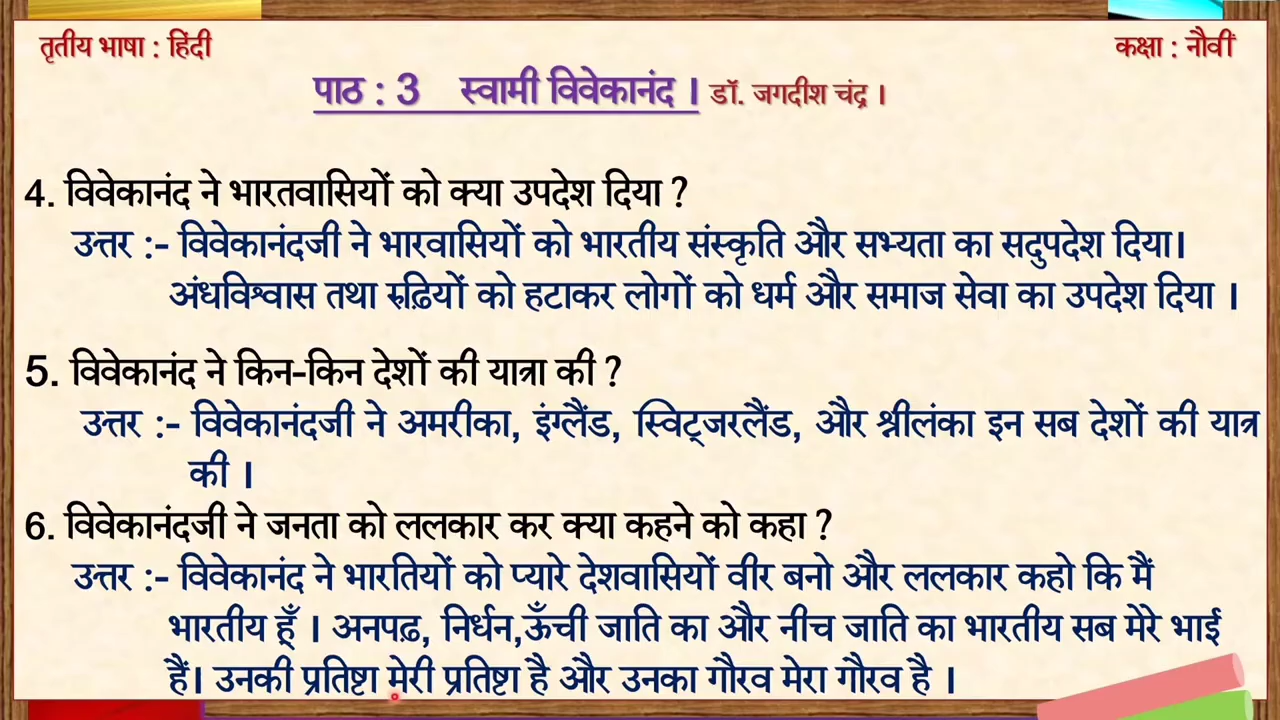 तृतीय भाषा : हिंदी
कक्षा : नौवीं
पाठ : 3 स्वामी विवेकानंद । डॉ. जगदीश चंद्र ।
4. विवेकानंद ने भारतवासियों को क्या उपदेश दिया ?
उत्तर :- विवेकानंदजी ने भारवासियों को भारतीय संस्कृति और सभ्यता का सदुपदेश दिया।
अंधविश्वास तथा रुढ़ियों को हटाकर लोगों को धर्म और समाज सेवा का उपदेश दिया ।
5. विवेकानंद ने किन-किन देशों की यात्रा की ?
उत्तर :- विवेकानंदजी ने अमरीका, इंग्लैंड, स्विट्जरलैंड, और श्रीलंका इन सब देशों की यात्र
की ।
6. विवेकानंदजी ने जनता को ललकार कर क्या कहने को कहा ?
उत्तर :- विवेकानंद ने भारतियों को प्यारे देशवासियों वीर बनो और ललकार कहो कि मैं
भारतीय हूँ । अनपढ़, निर्धन,ऊँची जाति का और नीच जाति का भारतीय सब मेरे भाई
हैं। उनकी प्रतिष्टा मेरी प्रतिष्टा है और उनका गौरव मेरा गौरव है ।